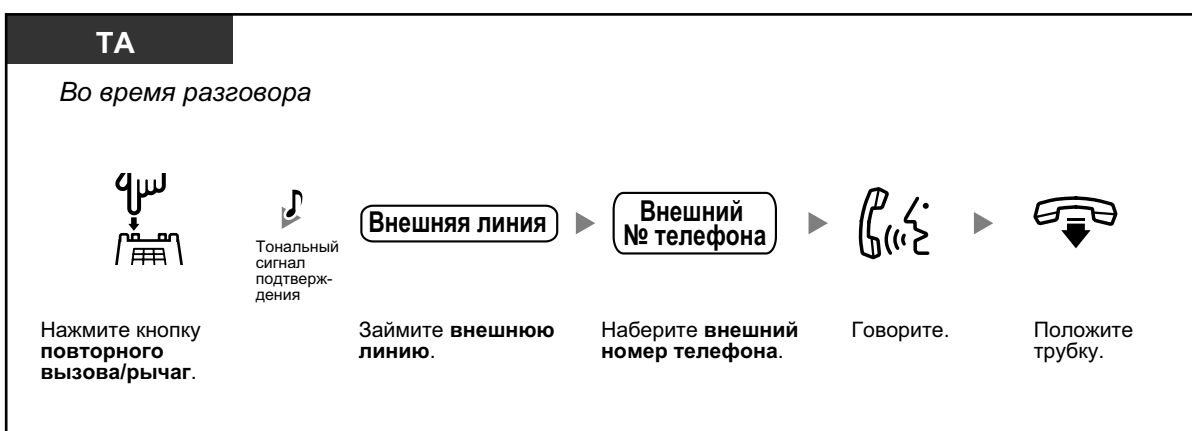 ТА
Во время разговора
Тональный
сигнал
подтверж-
дения
Внешняя линия
Внешний
№ телефона
Нажмите кнопку
повторного
вызова/рычаг.
Займите внешнюю
линию.
Наберите внешний
номер телефона.
Говорите.
Положите
трубку.